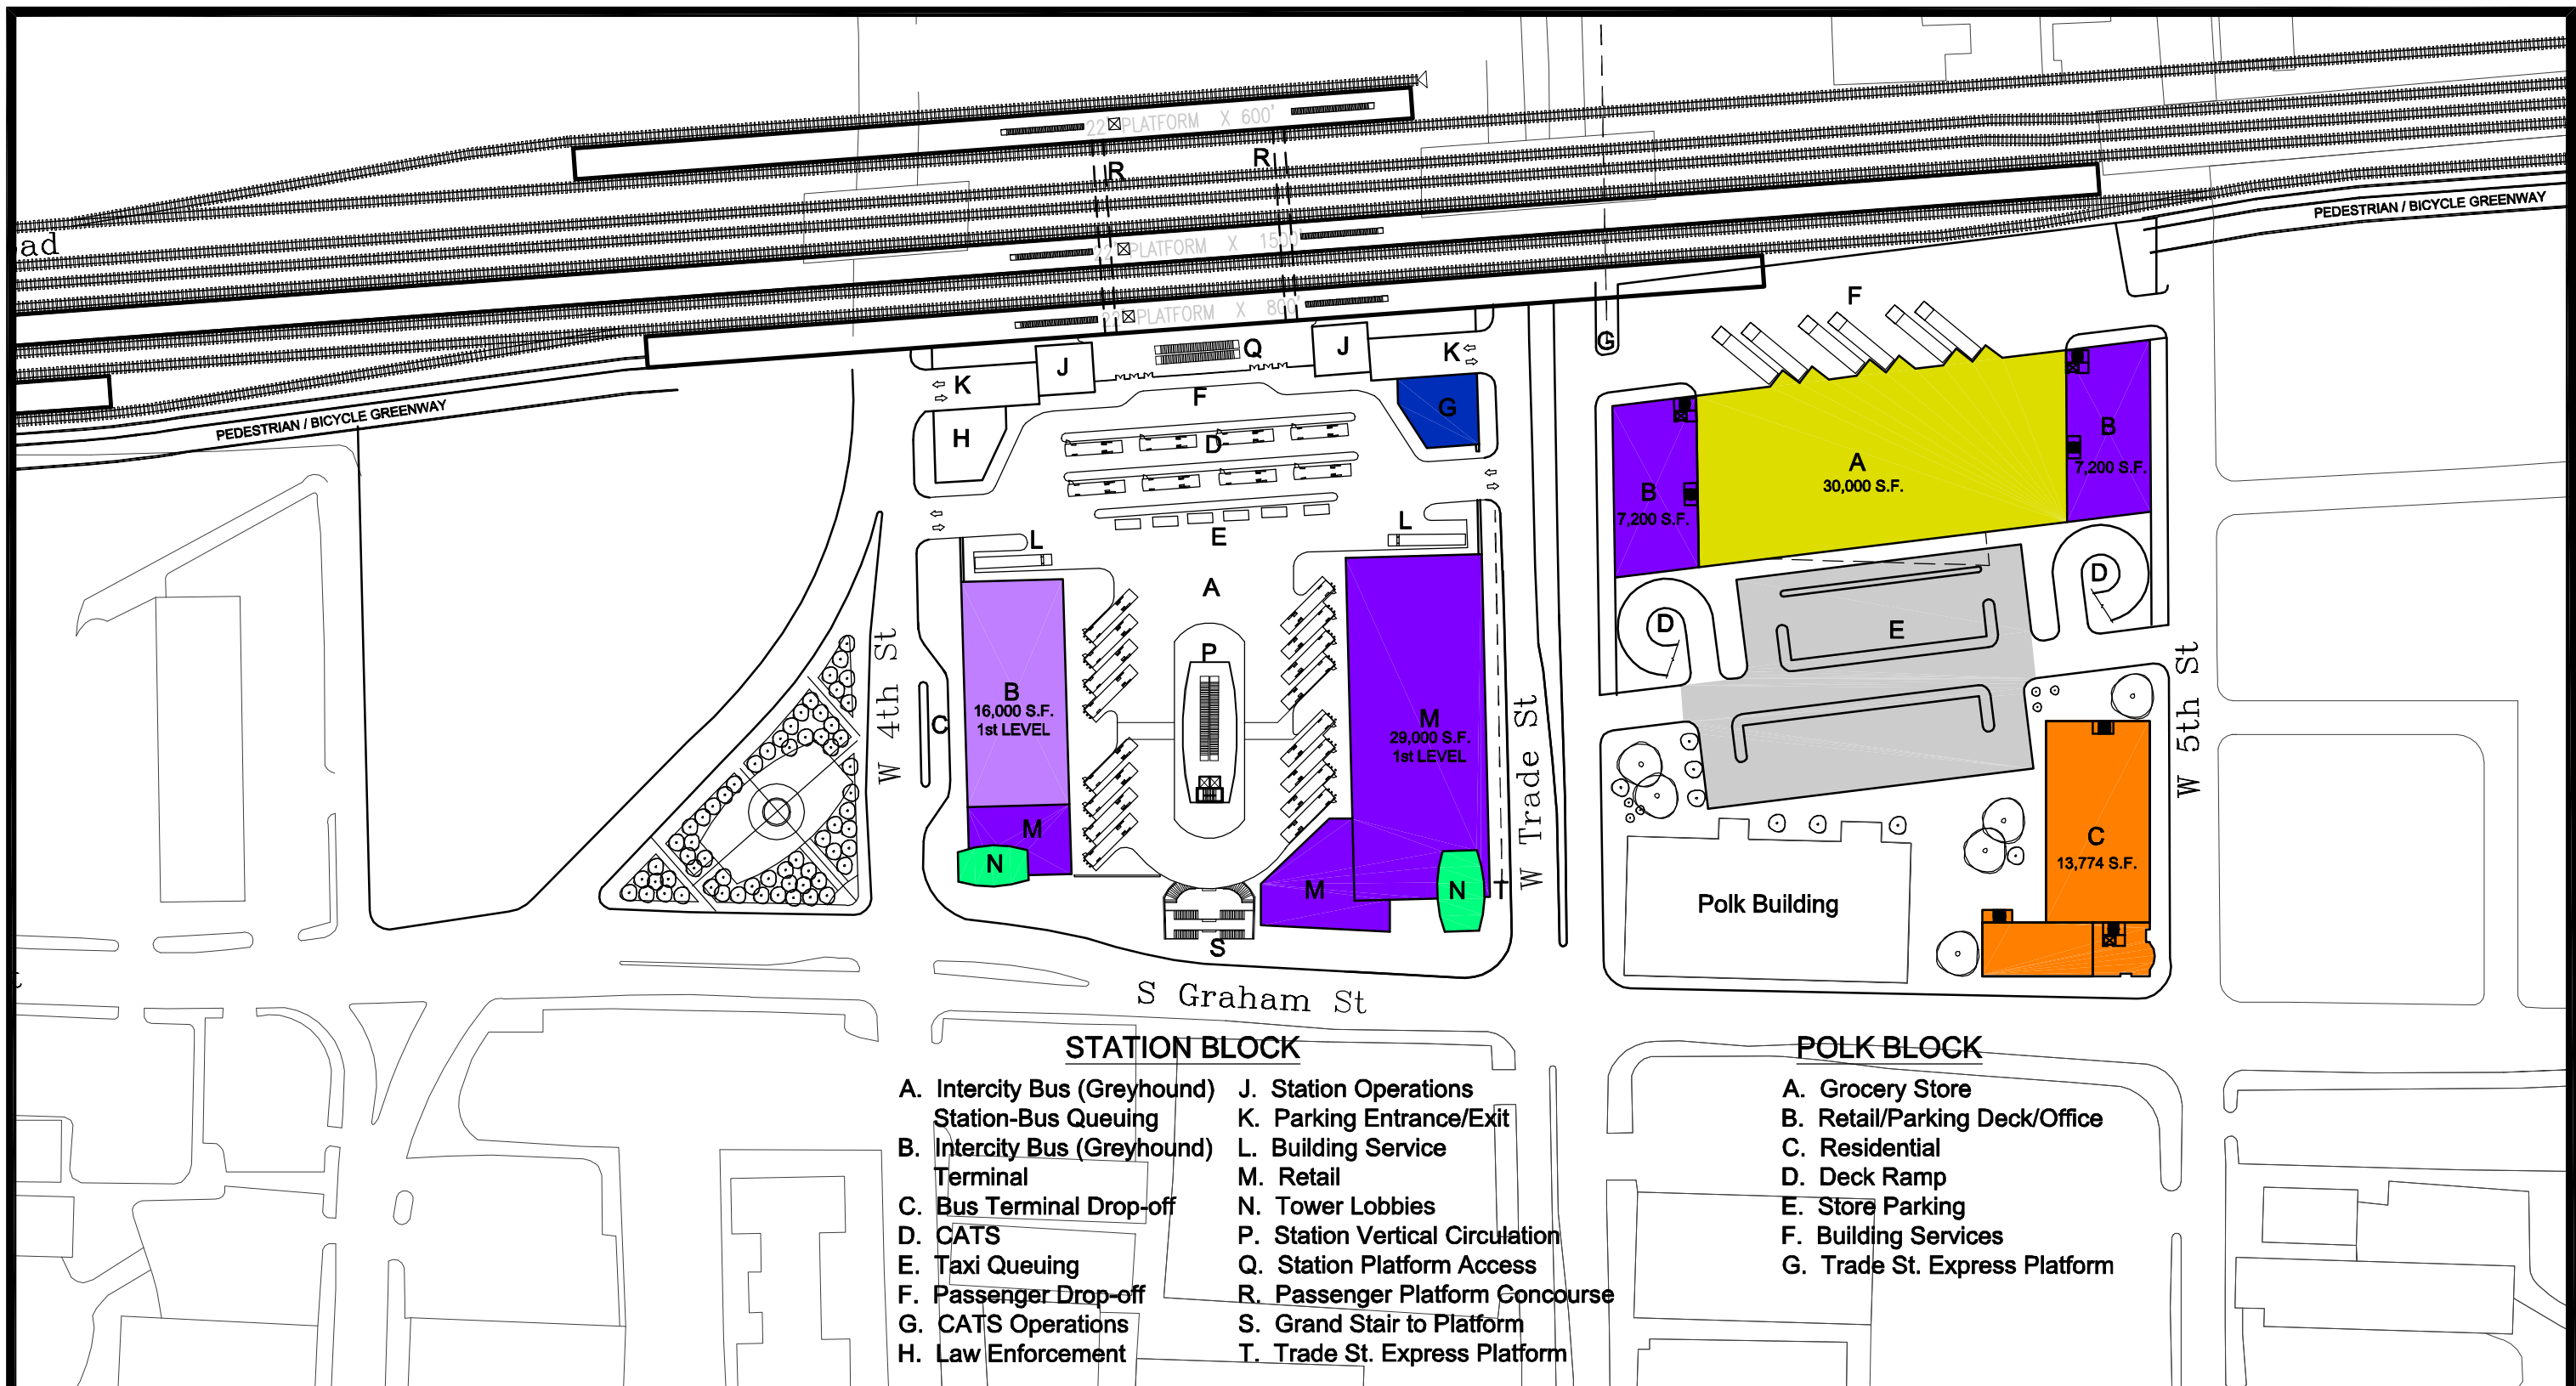 22' PLATFORM X 600'
R
R
ad
22' PLATFORM X 1500'
22' PLATFORM X 800'
PEDESTRIAN / BICYCLE GREENWAY
PEDESTRIAN / BICYCLE GREENWAY
F
G
J
Q
J
K
K
F
G
H
D
L
L
E
A
P
B
16,000 S.F.
1st LEVEL
C
M
29,000 S.F.
1st LEVEL
M
N
M
N
T
S
W 4th St
W Trade St
S Graham St
W 5th St
B
7,200 S.F.
A
30,000 S.F.
B
7,200 S.F.
D
D
E
C
13,774 S.F.
Polk Building
t
STATION BLOCK
A. Intercity Bus (Greyhound)
Station-Bus Queuing
B. Intercity Bus (Greyhound)
Terminal
C. Bus Terminal Drop-off
D. CATS
E. Taxi Queuing
F. Passenger Drop-off
G. CATS Operations
H. Law Enforcement
J. Station Operations
K. Parking Entrance/Exit
L. Building Service
M. Retail
N. Tower Lobbies
P. Station Vertical Circulation
Q. Station Platform Access
R. Passenger Platform Concourse
S. Grand Stair to Platform
T. Trade St. Express Platform
POLK BLOCK
A. Grocery Store
B. Retail/Parking Deck/Office
C. Residential
D. Deck Ramp
E. Store Parking
F. Building Services
G. Trade St. Express Platform